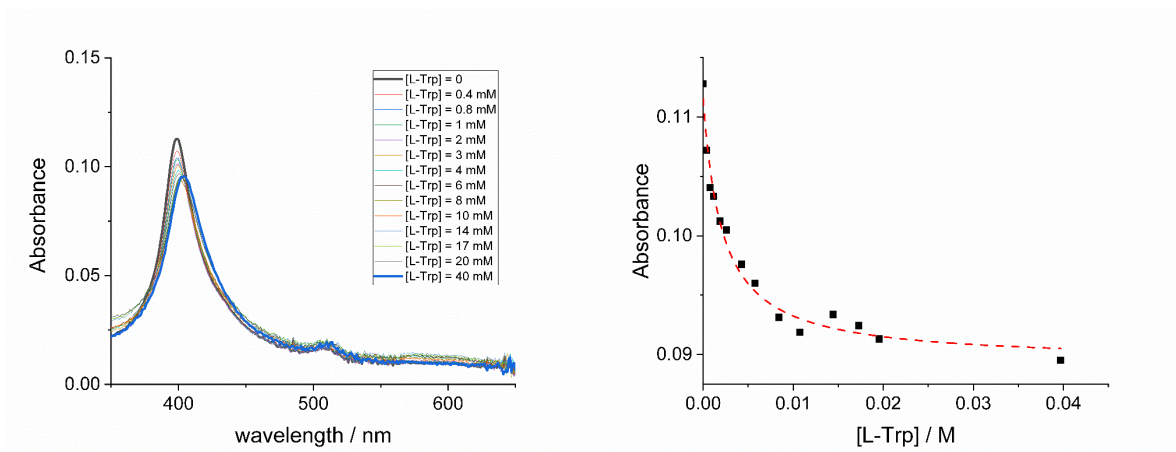 0.15
0.10
0.05
0.00
Absorbance
400
500
600
wavelength / nm
[L-Trp] = 0
[L-Trp] = 0.4 mM
[L-Trp] = 0.8 mM
[L-Trp] = 1 mM
[L-Trp] = 2 mM
[L-Trp] = 3 mM
[L-Trp] = 4 mM
[L-Trp] = 6 mM
[L-Trp] = 8 mM
[L-Trp] = 10 mM
[L-Trp] = 14 mM
[L-Trp] = 17 mM
[L-Trp] = 20 mM
[L-Trp] = 40 mM
0.11
0.10
0.09
Absorbance
0.00
0.01
0.02
0.03
0.04
[L-Trp] / M